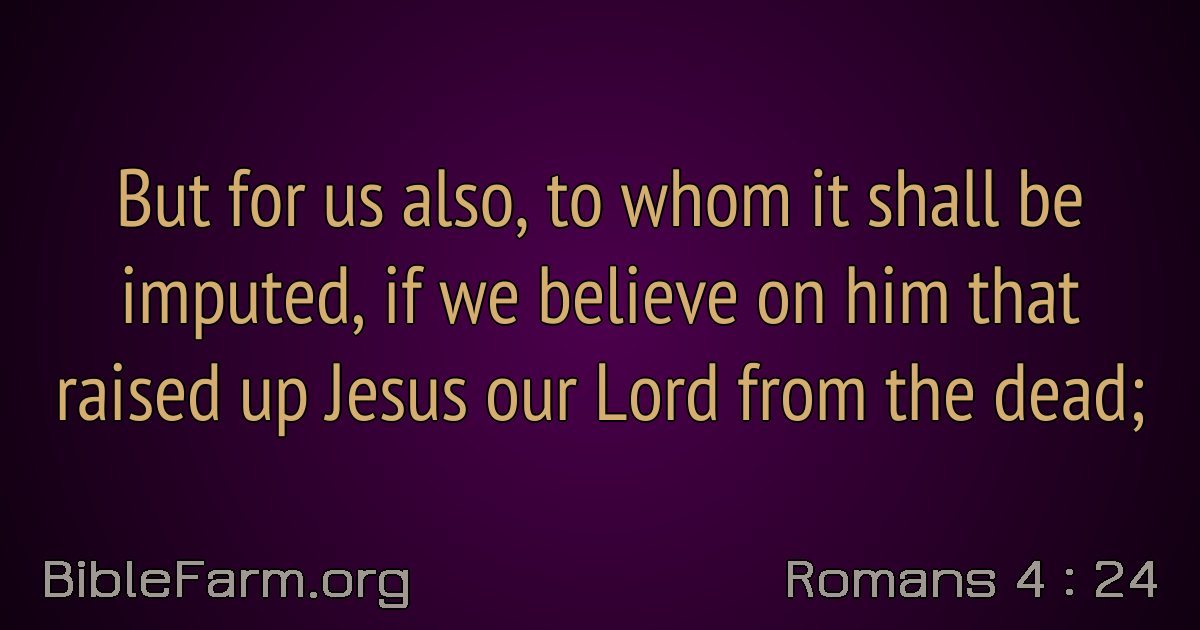 But for us also, to whom it shall be
imputed, if we believe on him that
raised up Jesus our Lord from the dead;
BibleFarm.org
Romans 4 : 24